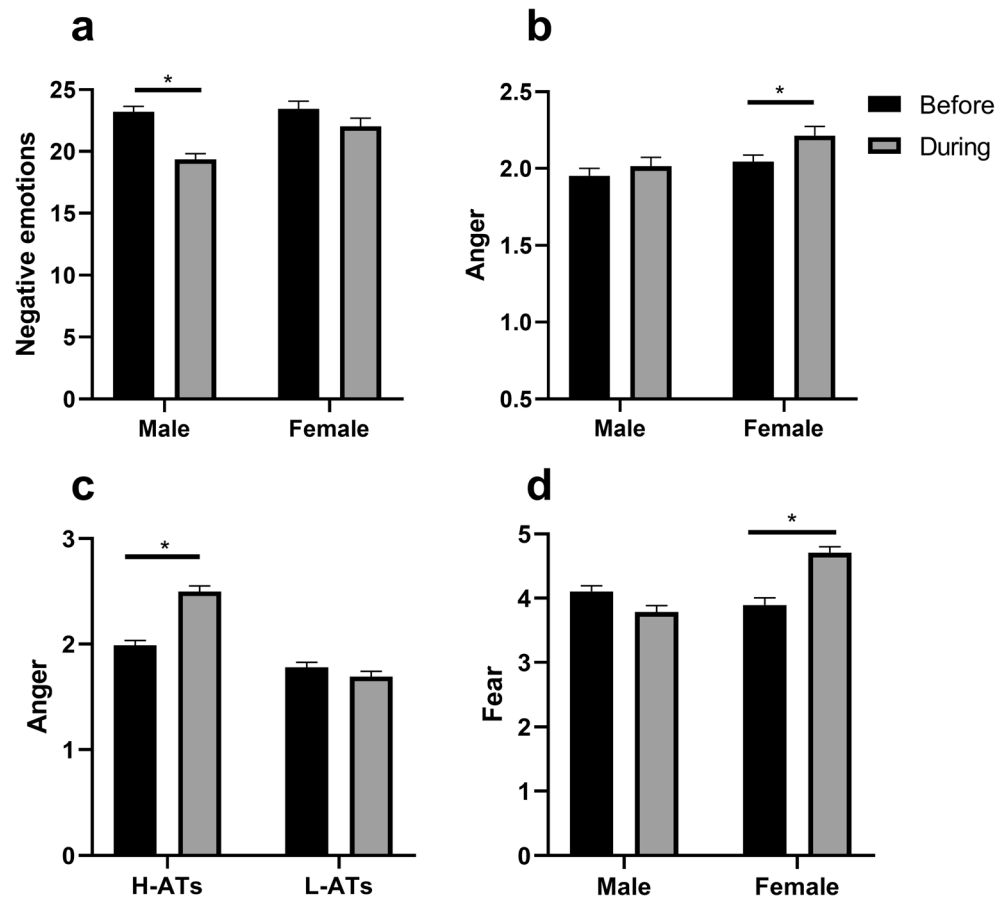 a
Negative emotions
25
20
15
10
5
0
*
Male
Female
b
Anger
2.5
2.0
1.5
1.0
0.5
*
Male
Female
Before
During
c
Anger
3
2
1
0
*
H-ATs
L-ATs
d
Fear
5
4
3
2
1
0
*
Male
Female